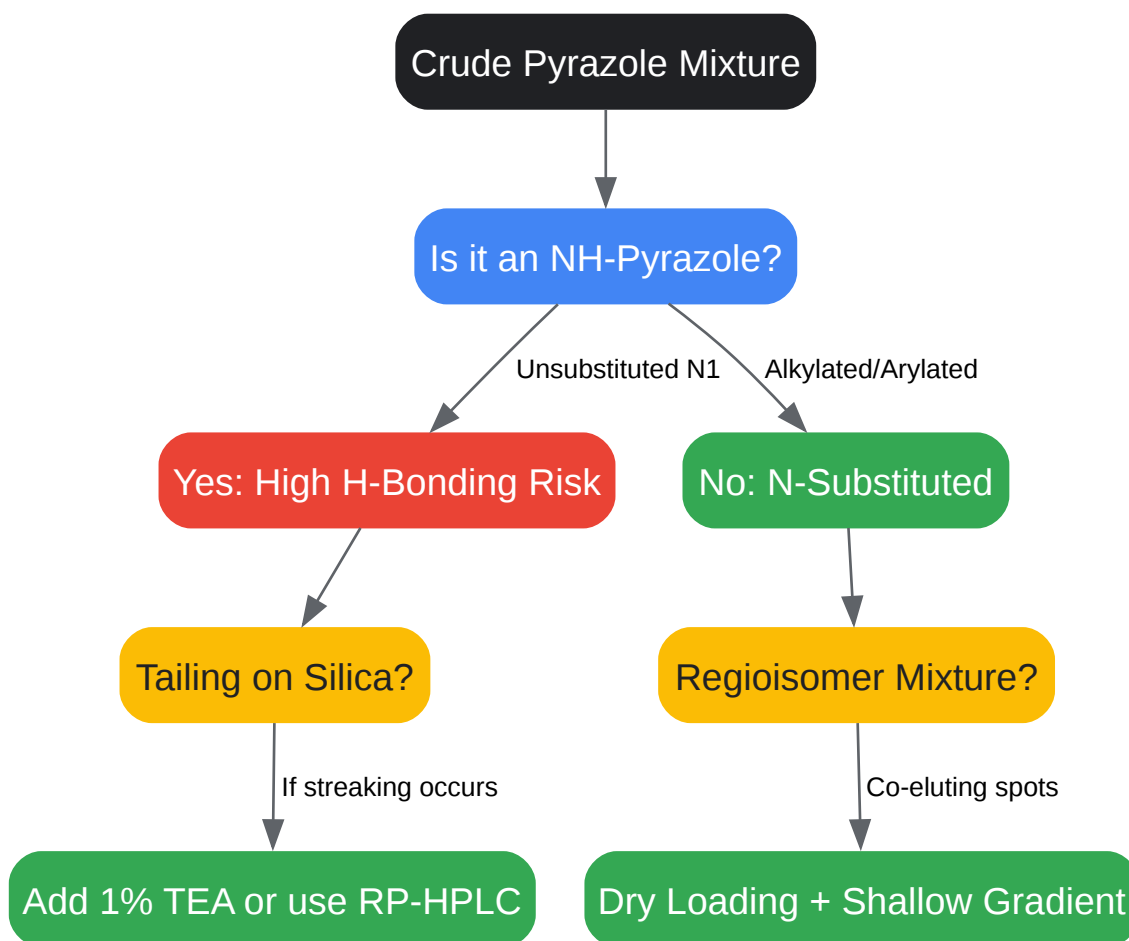 Crude Pyrazole Mixture
Is it an NH-Pyrazole?
Unsubstituted N1
Alkylated/Arylated
Yes: High H-Bonding Risk
No: N-Substituted
Tailing on Silica?
Regioisomer Mixture?
If streaking occurs
Co-eluting spots
Add 1% TEA or use RP-HPLC
Dry Loading + Shallow Gradient